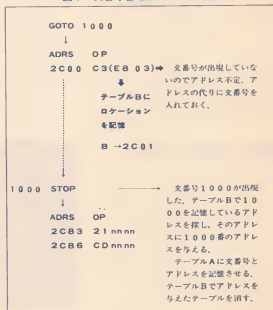 GOTO 1000
↓
ADRS OP
2C00 C3(E8 03)➡ 文番号が出現していな
いのでアドレス不定.ア
ドレスの代りに文番号を
入れておく.
テーブルBに
ロケーション
を記憶
B →2C01
1000 STOP → 文番号1000が出現
した.テーブルBで10
00を記憶しているアド
レスを探し,そのアドレ
スに1000番のアドレ
スを与える.
テーブルAに文番号と
アドレスを記憶させる.
テーブルBでアドレスを
与えたテーブルを消す.
↓
ADRS OP
2C83 21nnnn
2C86 CDnnnn